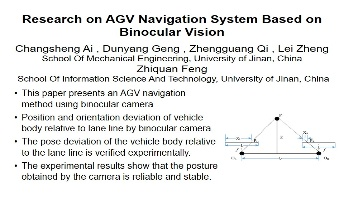 Research on AGV Navigation System Based on
Binocular Vision
Changsheng Ai , Dunyang Geng , Zhengguang Qi , Lei Zheng
School Of Mechanical Engineering, University of Jinan, China
Zhiquan Feng
School Of Information Science And Technology, University of Jinan, China
• This paper presents an AGV navigation
method using binocular camera
• Position and orientation deviation of vehicle
body relative to lane line by binocular camera
• The pose deviation of the vehicle body relative
to the lane line is verified experimentally.
• The experimental results show that the posture
obtained by the camera is reliable and stable.